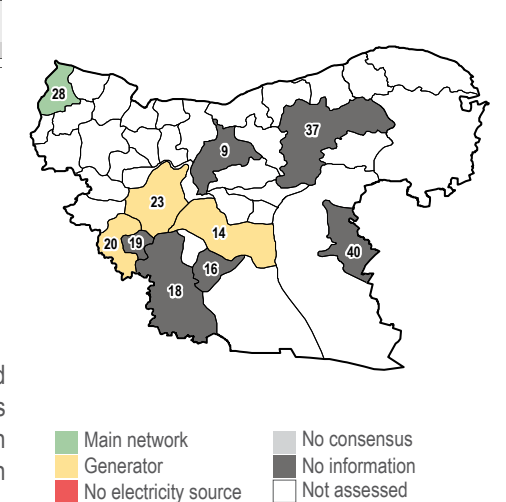 28
37
9
23
14
20
19
40
16
18
d
s
n
n
Main network
Generator
No electricity source
No consensus
No information
Not assessed